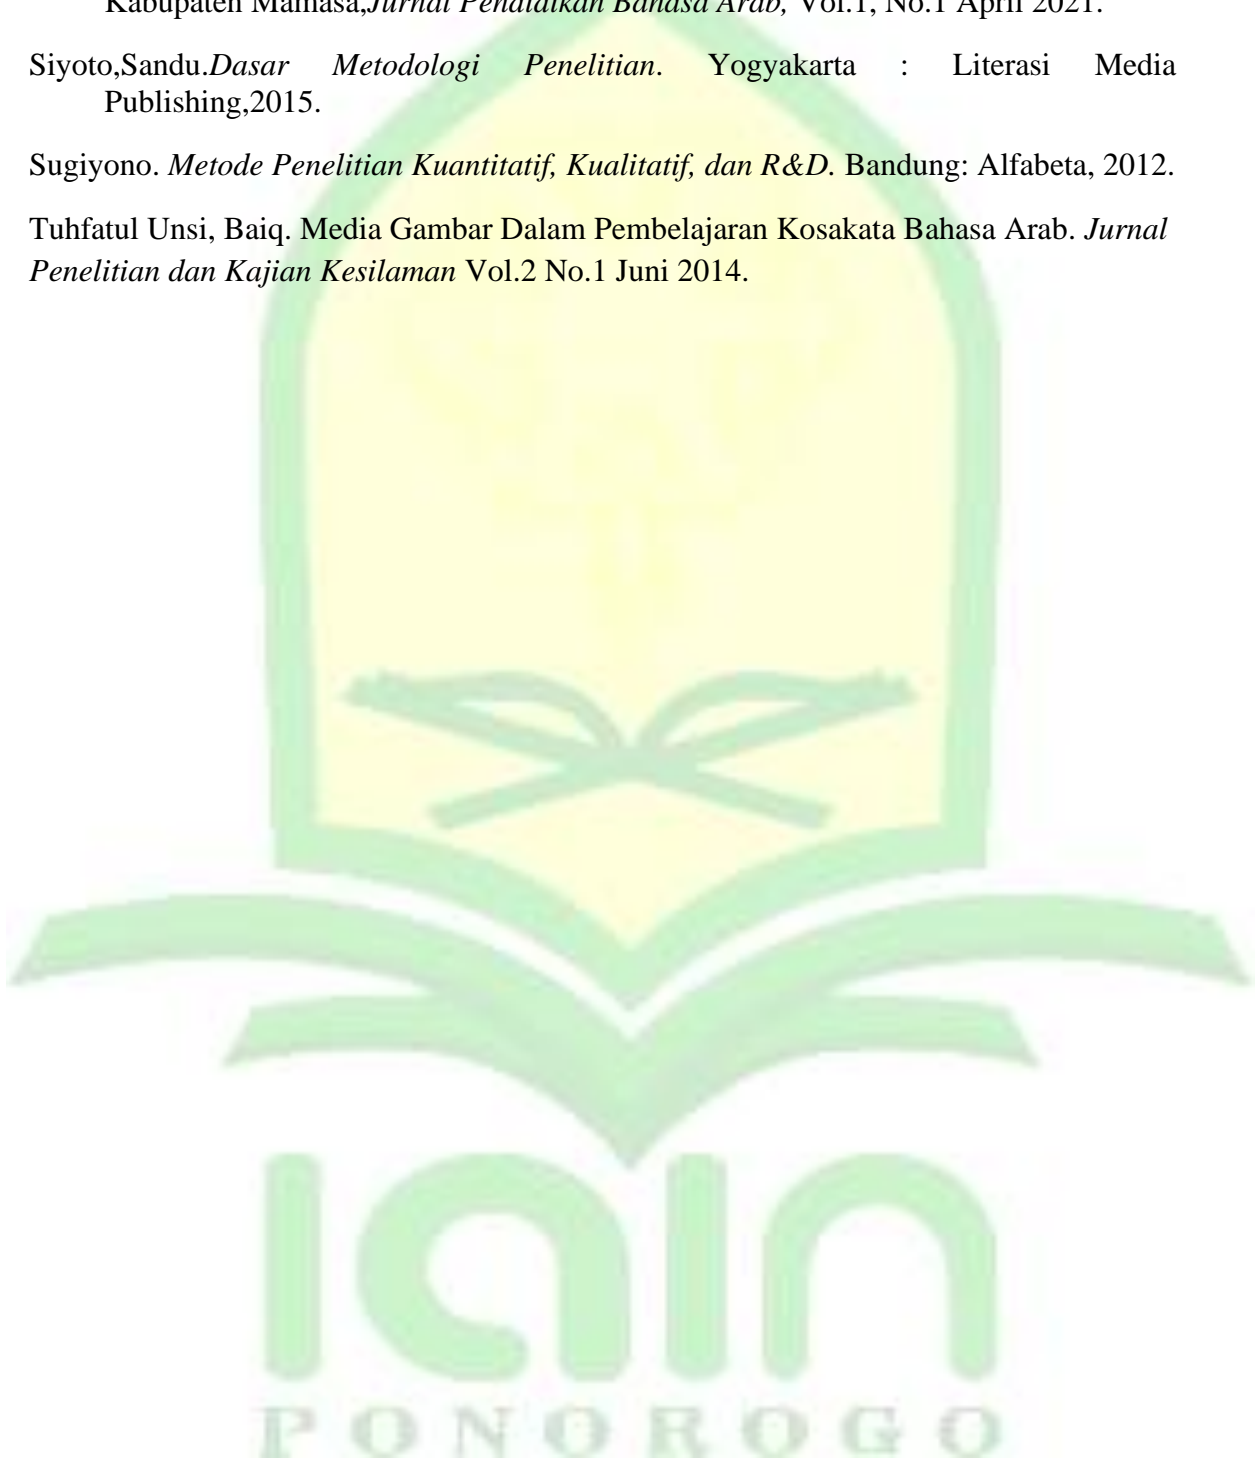 Kabupaten Mamasa,Jurnal Pendidikan Bahasa Arab, Vol.1, No.1 April 2021.
Siyoto,Sandu.Dasar Metodologi Penelitian. Yogyakarta : Literasi Media
Publishing,2015.
Sugiyono. Metode Penelitian Kuantitatif, Kualitatif, dan R&D. Bandung: Alfabeta, 2012.
Tuhfatul Unsi, Baiq. Media Gambar Dalam Pembelajaran Kosakata Bahasa Arab. Jurnal
Penelitian dan Kajian Kesilaman Vol.2 No.1 Juni 2014.
iain
PONOROGO